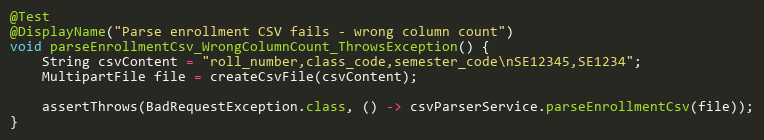 @Test
@DisplayName("Parse enrollment CSV fails - wrong column count")
void parseEnrollmentCsv_WrongColumnCount_ThrowsException() {
    String csvContent = "roll_number,class_code,semester_code\nSE12345,SE1234";
    MultipartFile file = createCsvFile(csvContent);

    assertThrows(BadRequestException.class, () -> csvParserService.parseEnrollmentCsv(file));
}